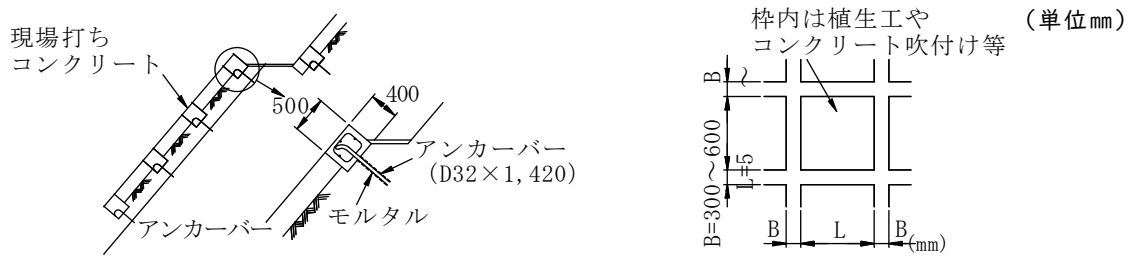 現場打ち
コンクリート
500
400
アンカーバー
(D32×1,420)
モルタル
アンカーバー
枠内は植生工や
コンクリート吹付け等
(単位㎜)
B
～
B=300～600
L=5
B
L
B
(mm)